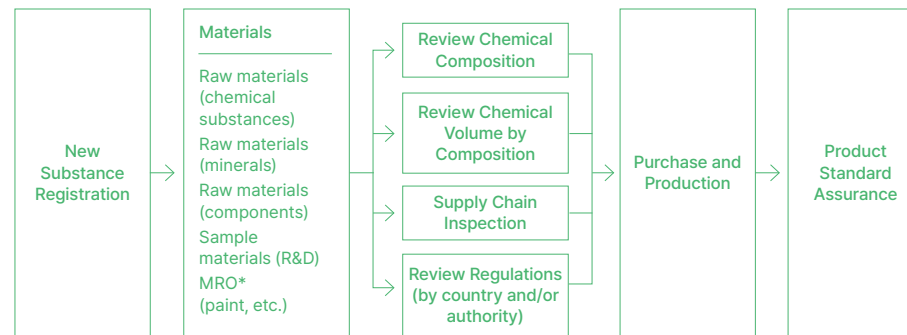 New
Substance
Registration
Materials
Raw materials
(chemical
substances)
Raw materials
(minerals)
Raw materials
(components)
Sample
materials (R&D)
MRO*
(paint, etc.)
Review Chemical
Composition
Review Chemical
Volume by
Composition
Supply Chain
Inspection
Review Regulations
(by country and/or
authority)
Purchase and
Production
Product
Standard
Assurance